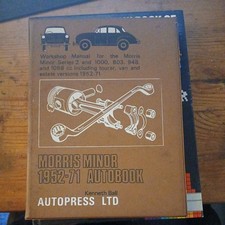 Workshop Manual for the Morris
Minor Series 2 and 1000, 803, 948
and 1098 cc including tourer, van and
estate versions 1952-71
MORRIS MINOR
1952-71 AUTOBOOK
Kenneth Ball
AUTOPRESS LTD